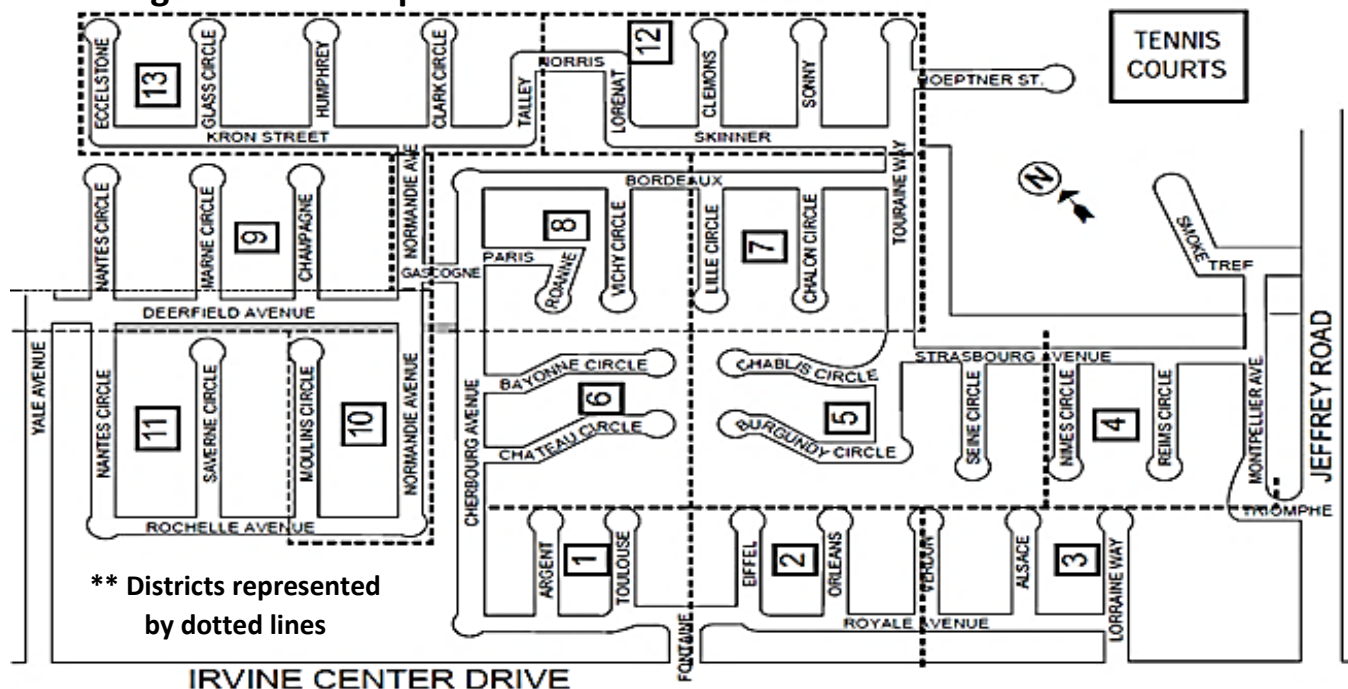 TENNIS
COURTS
12
13
ECCELSTONE
GLASS CIRCLE
HUMPHREY
CLARK CIRCLE
TALLEY
NORRIS
LORENAT
CLEMONS
SONNY
KRON STREET
SKINNER
NORMANDIE AVE
BORDEAUX
TOURAINE WAY
N
SMOKE
TREF
NANTES CIRCLE
MARNE CIRCLE
9
CHAMPAGNE
GASCOGNE
PARIS
8
ROANNE
VICHY CIRCLE
LILLE CIRCLE
7
CHALON CIRCLE
DEERFIELD AVENUE
YALE AVENUE
NANTES CIRCLE
11
SAVERNE CIRCLE
MOULINS CIRCLE
10
NORMANDIE AVENUE
CHERBOURG AVENUE
BAYONNE CIRCLE
6
CHATEAU CIRCLE
CHABLIS CIRCLE
5
BURGUNDY CIRCLE
STRASBOURG AVENUE
SEINE CIRCLE
NIMES CIRCLE
4
REIMS CIRCLE
MONTPELLIER AVE
JEFFREY ROAD
TRIOMPHE
ROCHELLE AVENUE
ARGENT
1
TOULOUSE
EIFFEL
2
ORLEANS
VERDUN
ALSACE
3
LORRAINE WAY
ROYALE AVENUE
FONTAINE
** Districts represented
by dotted lines
IRVINE CENTER DRIVE